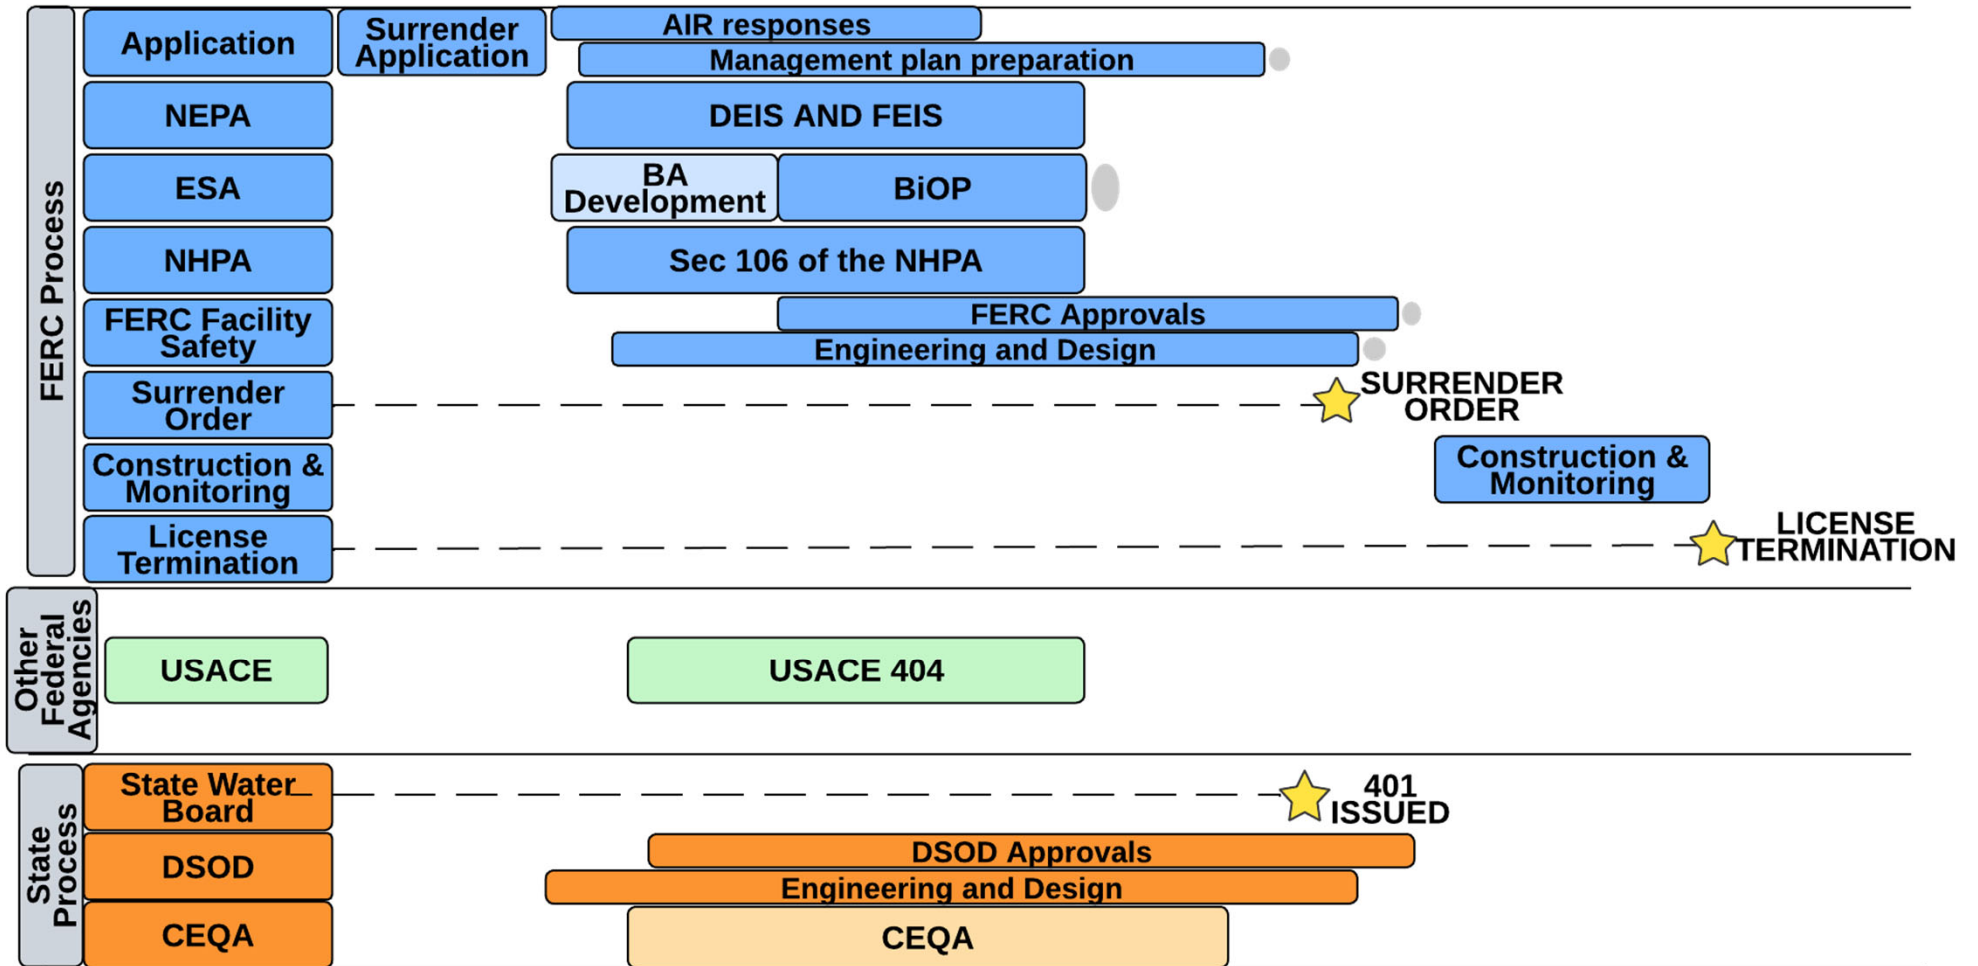 FERC Process
Application
Surrender
Application
AIR responses
Management plan preparation
NEPA
DEIS AND FEIS
ESA
BA
Development
BiOP
NHPA
Sec 106 of the NHPA
FERC Facility
Safety
FERC Approvals
Engineering and Design
Surrender
Order
SURRENDER
ORDER
Construction &
Monitoring
Construction &
Monitoring
License
Termination
LICENSE
TERMINATION
Other
Federal
Agencies
USACE
USACE 404
State
Process
State Water
Board
401
ISSUED
DSOD
DSOD Approvals
Engineering and Design
CEQA
CEQA